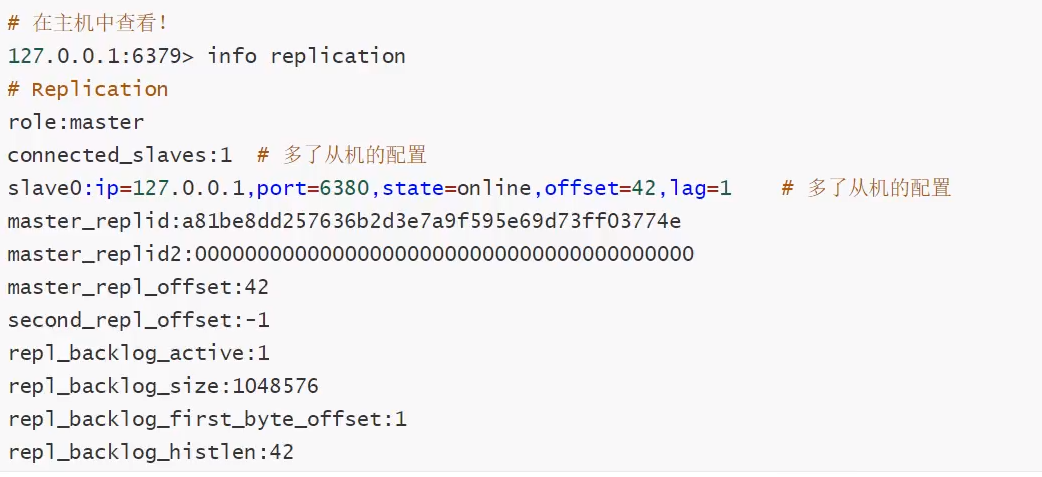 # 在主机中查看！
127.0.0.1:6379> info replication
# Replication
role:master
connected_slaves:1  # 多了从机的配置
slave0:ip=127.0.0.1,port=6380,state=online,offset=42,lag=1    # 多了从机的配置
master_replid:a81be8dd257636b2d3e7a9f595e69d73ff03774e
master_replid2:0000000000000000000000000000000000000000
master_repl_offset:42
second_repl_offset:-1
repl_backlog_active:1
repl_backlog_size:1048576
repl_backlog_first_byte_offset:1
repl_backlog_histlen:42